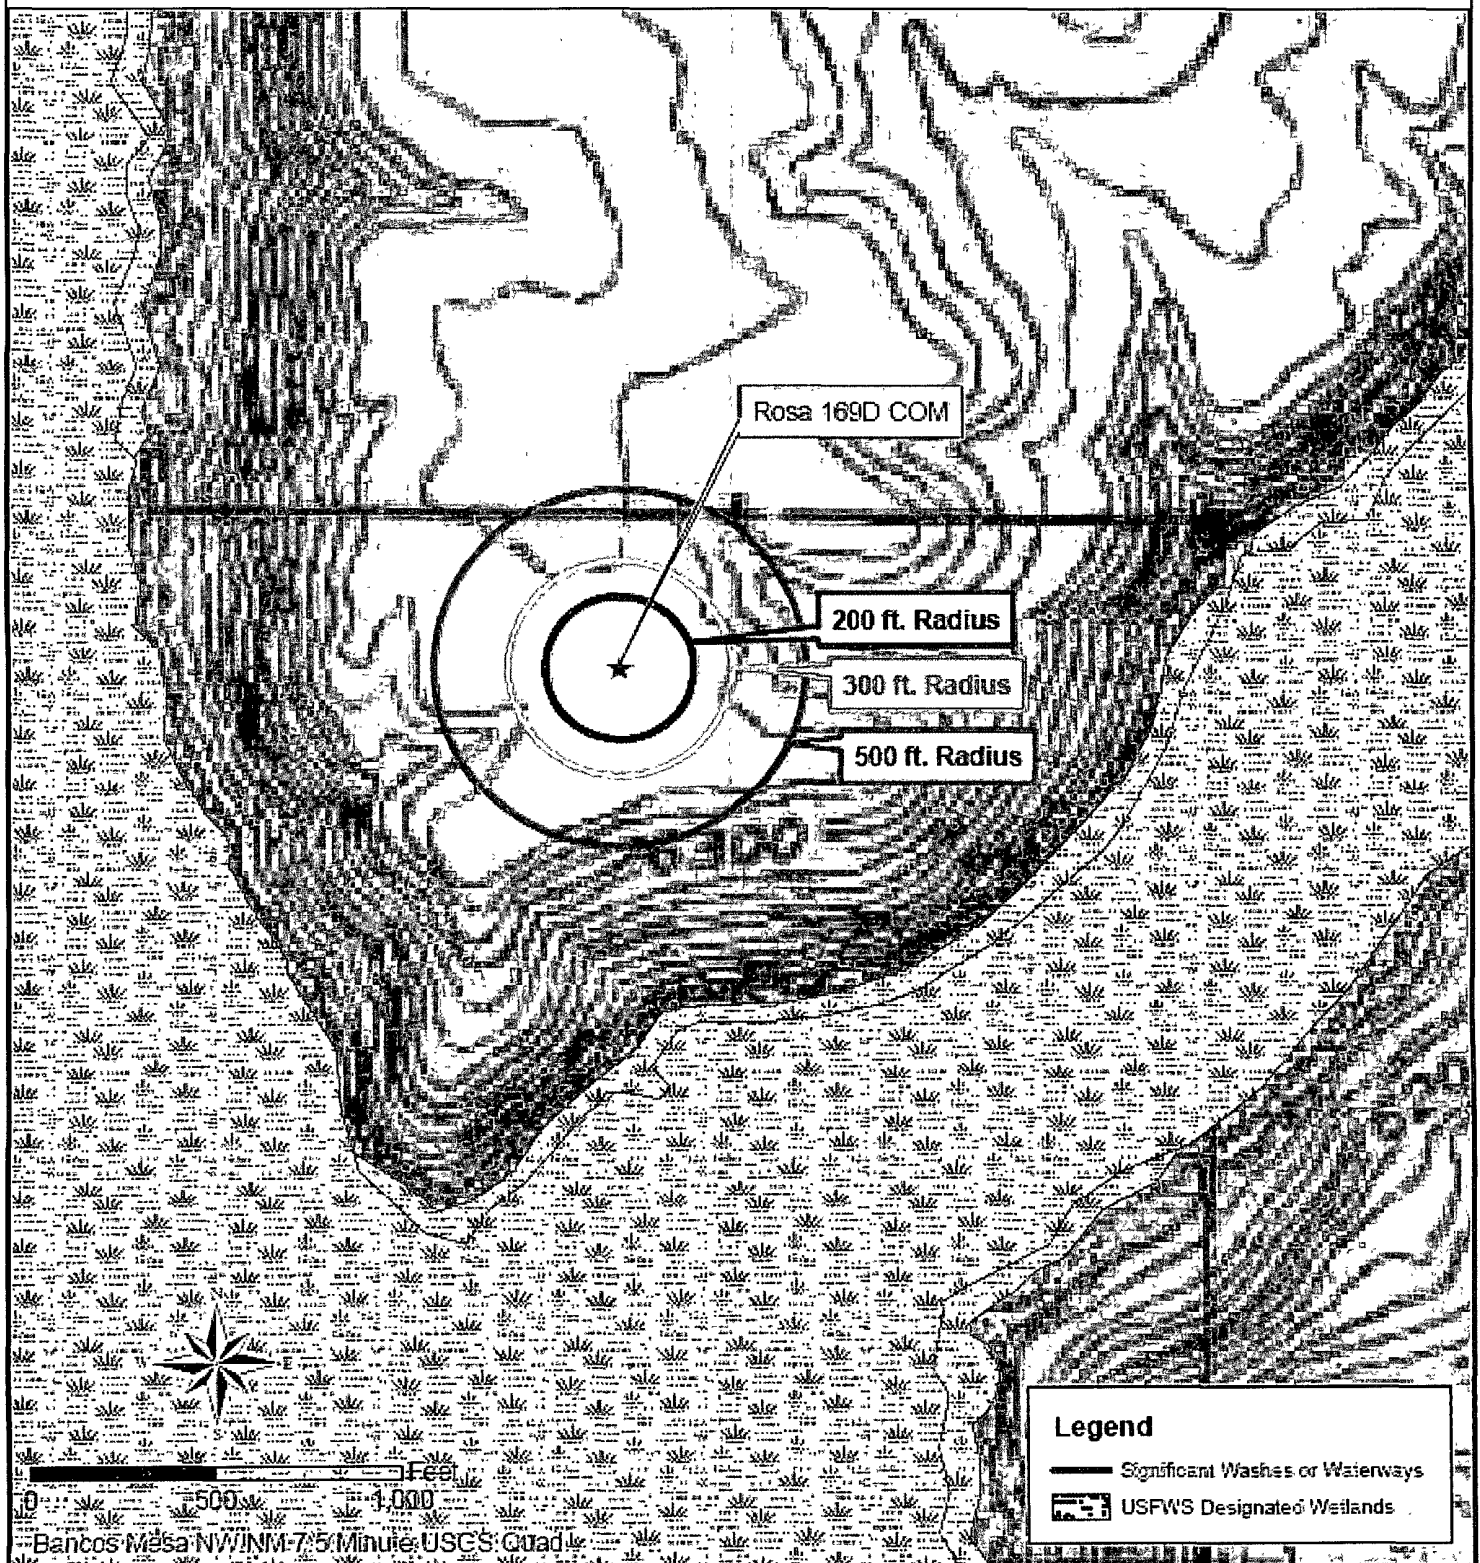 Rosa 169D COM
200 ft. Radius
300 ft. Radius
500 ft. Radius
N
W
E
S
Feet
0 500 1,000
Bancos Mesa NW NM 7.5 Minute USGS Quad
Legend
Significant Washes or Waterways
USFWS Designated Wetlands